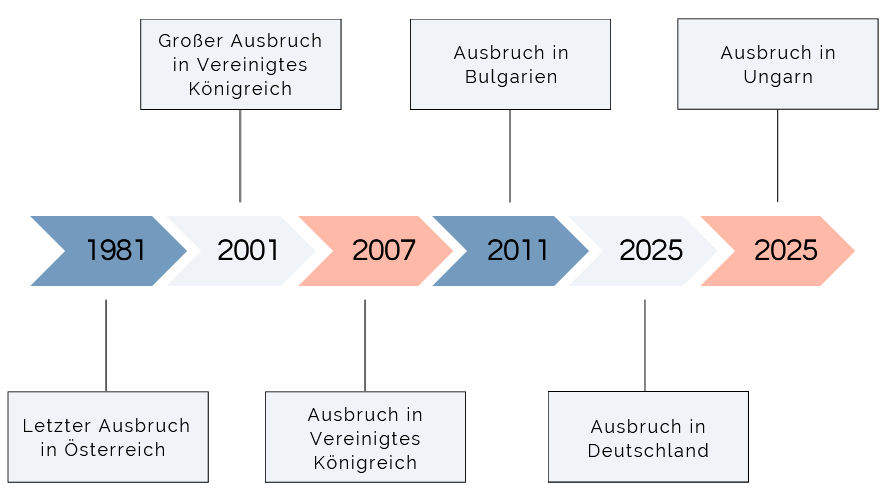 Großer Ausbruch
in Vereinigtes
Königreich
Ausbruch in
Bulgarien
Ausbruch in
Ungarn
1981
2001
2007
2011
2025
2025
Letzter Ausbruch
in Österreich
Ausbruch in
Vereinigtes
Königreich
Ausbruch in
Deutschland